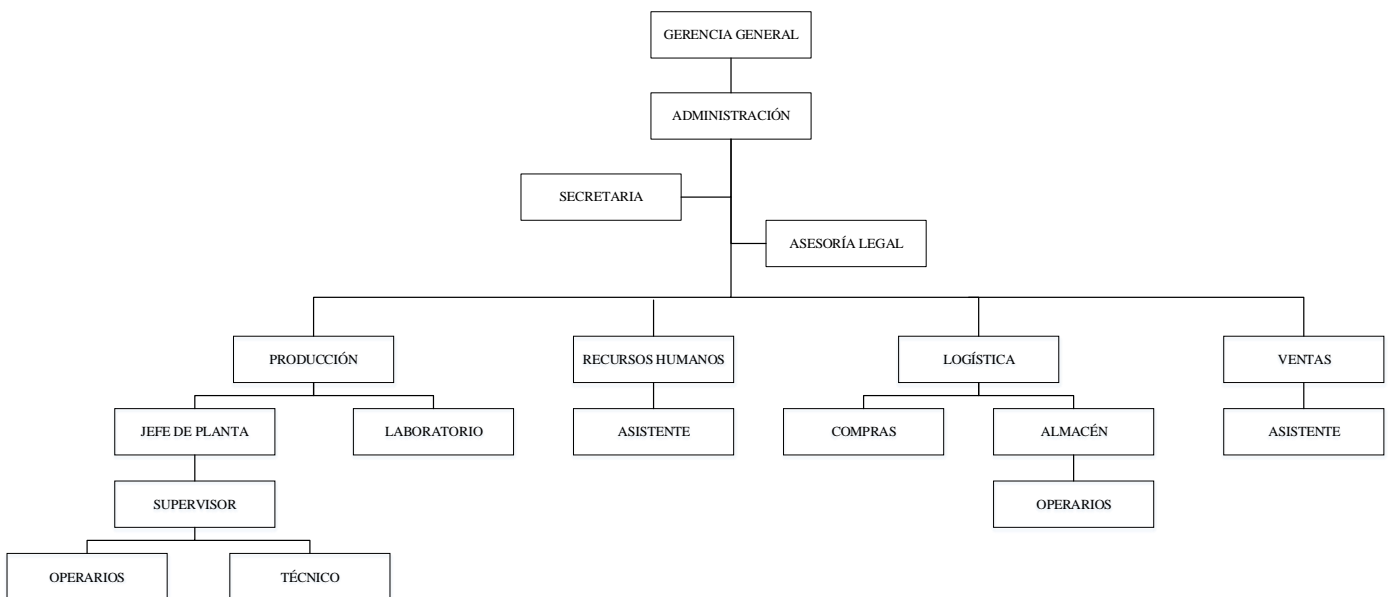 GERENCIA GENERAL
ADMINISTRACIÓN
SECRETARIA
ASESORÍA LEGAL
PRODUCCIÓN
RECURSOS HUMANOS
LOGÍSTICA
VENTAS
JEFE DE PLANTA
LABORATORIO
ASISTENTE
COMPRAS
ALMACÉN
ASISTENTE
SUPERVISOR
OPERARIOS
OPERARIOS
TÉCNICO